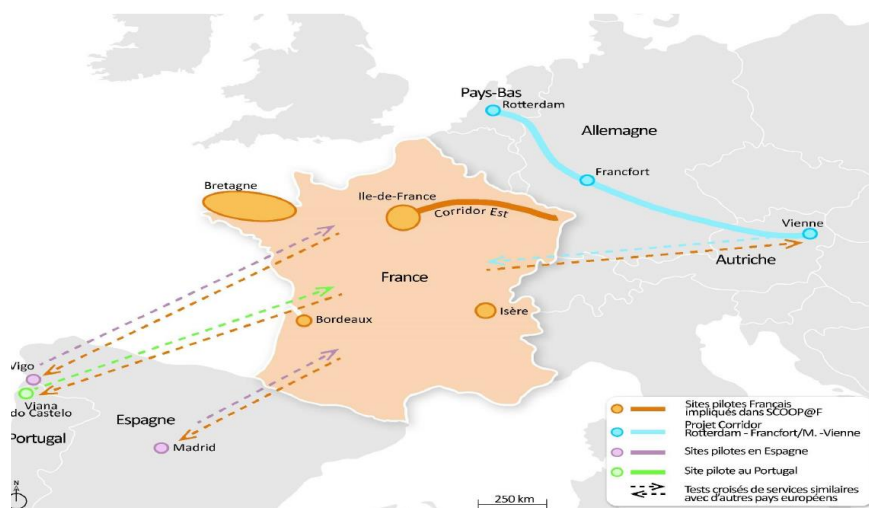 Pays-Bas
Rotterdam
Allemagne
Francfort
Bretagne
Ile-de-France
Corridor Est
Vienne
Autriche
France
Isère
Bordeaux
Vigo
Viana
do Castelo
Espagne
Portugal
Madrid
Sites pilotes Français
impliqués dans SCOOP@F
Projet Corridor
Rotterdam - Francfort/M. -Vienne
Sites pilotes en Espagne
Site pilote au Portugal
Tests croisés de services similaires
avec d'autres pays européens
N
250 km